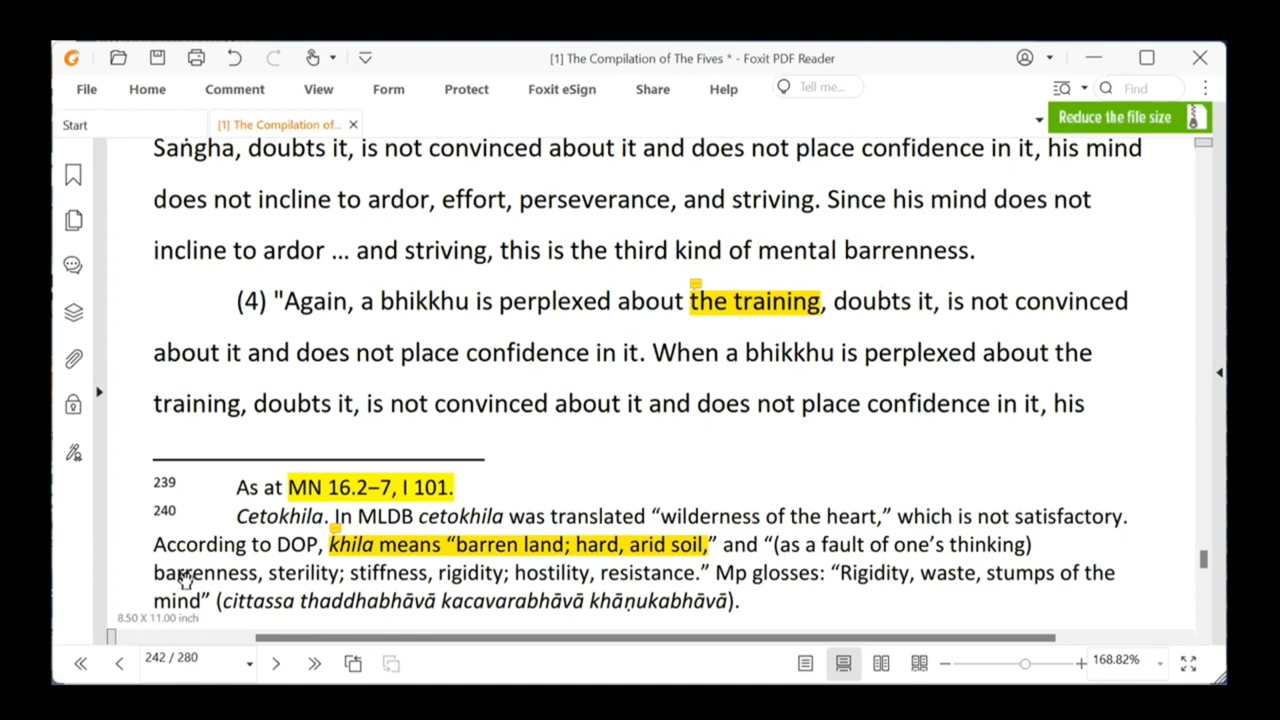 [1] The Compilation of The Fives * - Foxit PDF Reader
File Home Comment View Form Protect Foxit eSign Share Help Tell me... Find
Start [1] The Compilation of... Reduce the file size
Saṅgha, doubts it, is not convinced about it and does not place confidence in it, his mind
does not incline to ardor, effort, perseverance, and striving. Since his mind does not
incline to ardor ... and striving, this is the third kind of mental barrenness.
(4) "Again, a bhikkhu is perplexed about the training, doubts it, is not convinced
about it and does not place confidence in it. When a bhikkhu is perplexed about the
training, doubts it, is not convinced about it and does not place confidence in it, his
239 As at MN 16.2–7, I 101.
240 Cetokhila. In MLDB cetokhila was translated “wilderness of the heart,” which is not satisfactory.
According to DOP, khila means “barren land; hard, arid soil,” and “(as a fault of one’s thinking)
barrenness, sterility; stiffness, rigidity; hostility, resistance.” Mp glosses: “Rigidity, waste, stumps of the
mind” (cittassa thaddhabhāvā kacavarabhāvā khāṇukabhāvā).
8.50 X 11.00 inch
242 / 280 168.82%